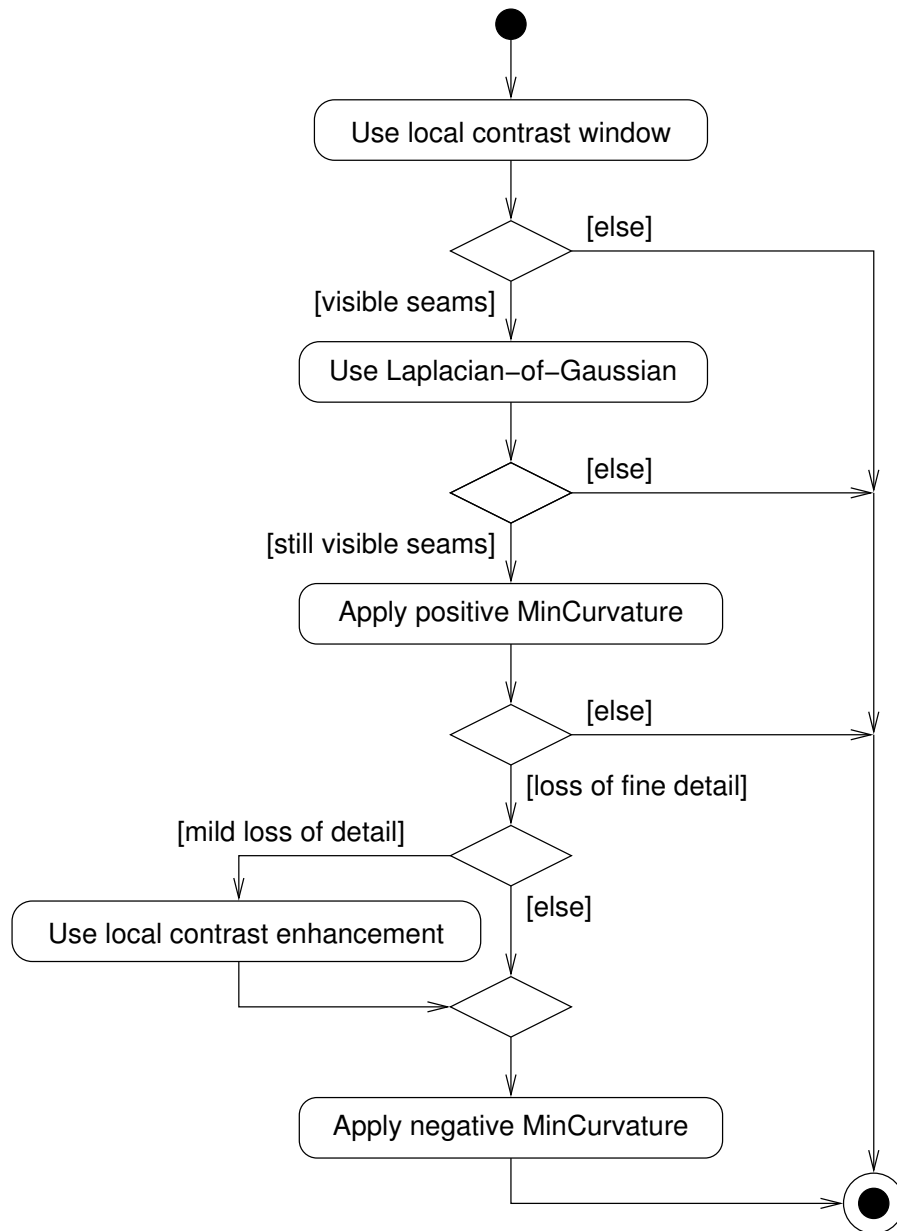 Use local contrast window
[else]
[visible seams]
Use Laplacian−of−Gaussian
[else]
[still visible seams]
Apply positive MinCurvature
[else]
[loss of fine detail]
[mild loss of detail]
[else]
Use local contrast enhancement
Apply negative MinCurvature